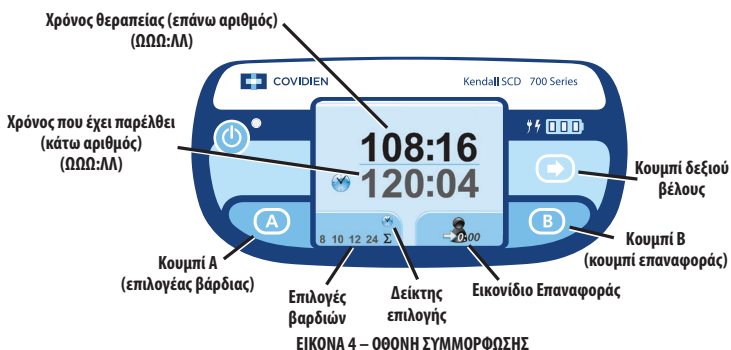 Χρόνος θεραπείας (επάνω αριθμός)
(ΩΩΩ:ΛΛ)
COVIDIEN
Kendall SCD 700 Series
Χρόνος που έχει παρέλθει
(κάτω αριθμός)
(ΩΩΩ:ΛΛ)
108:16
120:04
Κουμπί δεξιού
βέλους
A
B
8 10 12 24 Σ
0:00
Κουμπί A
(επιλογέας βάρδιας)
Επιλογές
βαρδιών
Δείκτης
επιλογής
Εικονίδιο Επαναφοράς
Κουμπί B
(κουμπί επαναφοράς)
ΕΙΚΟΝΑ 4 – ΟΘΟΝΗ ΣΥΜΜΟΡΦΩΣΗΣ